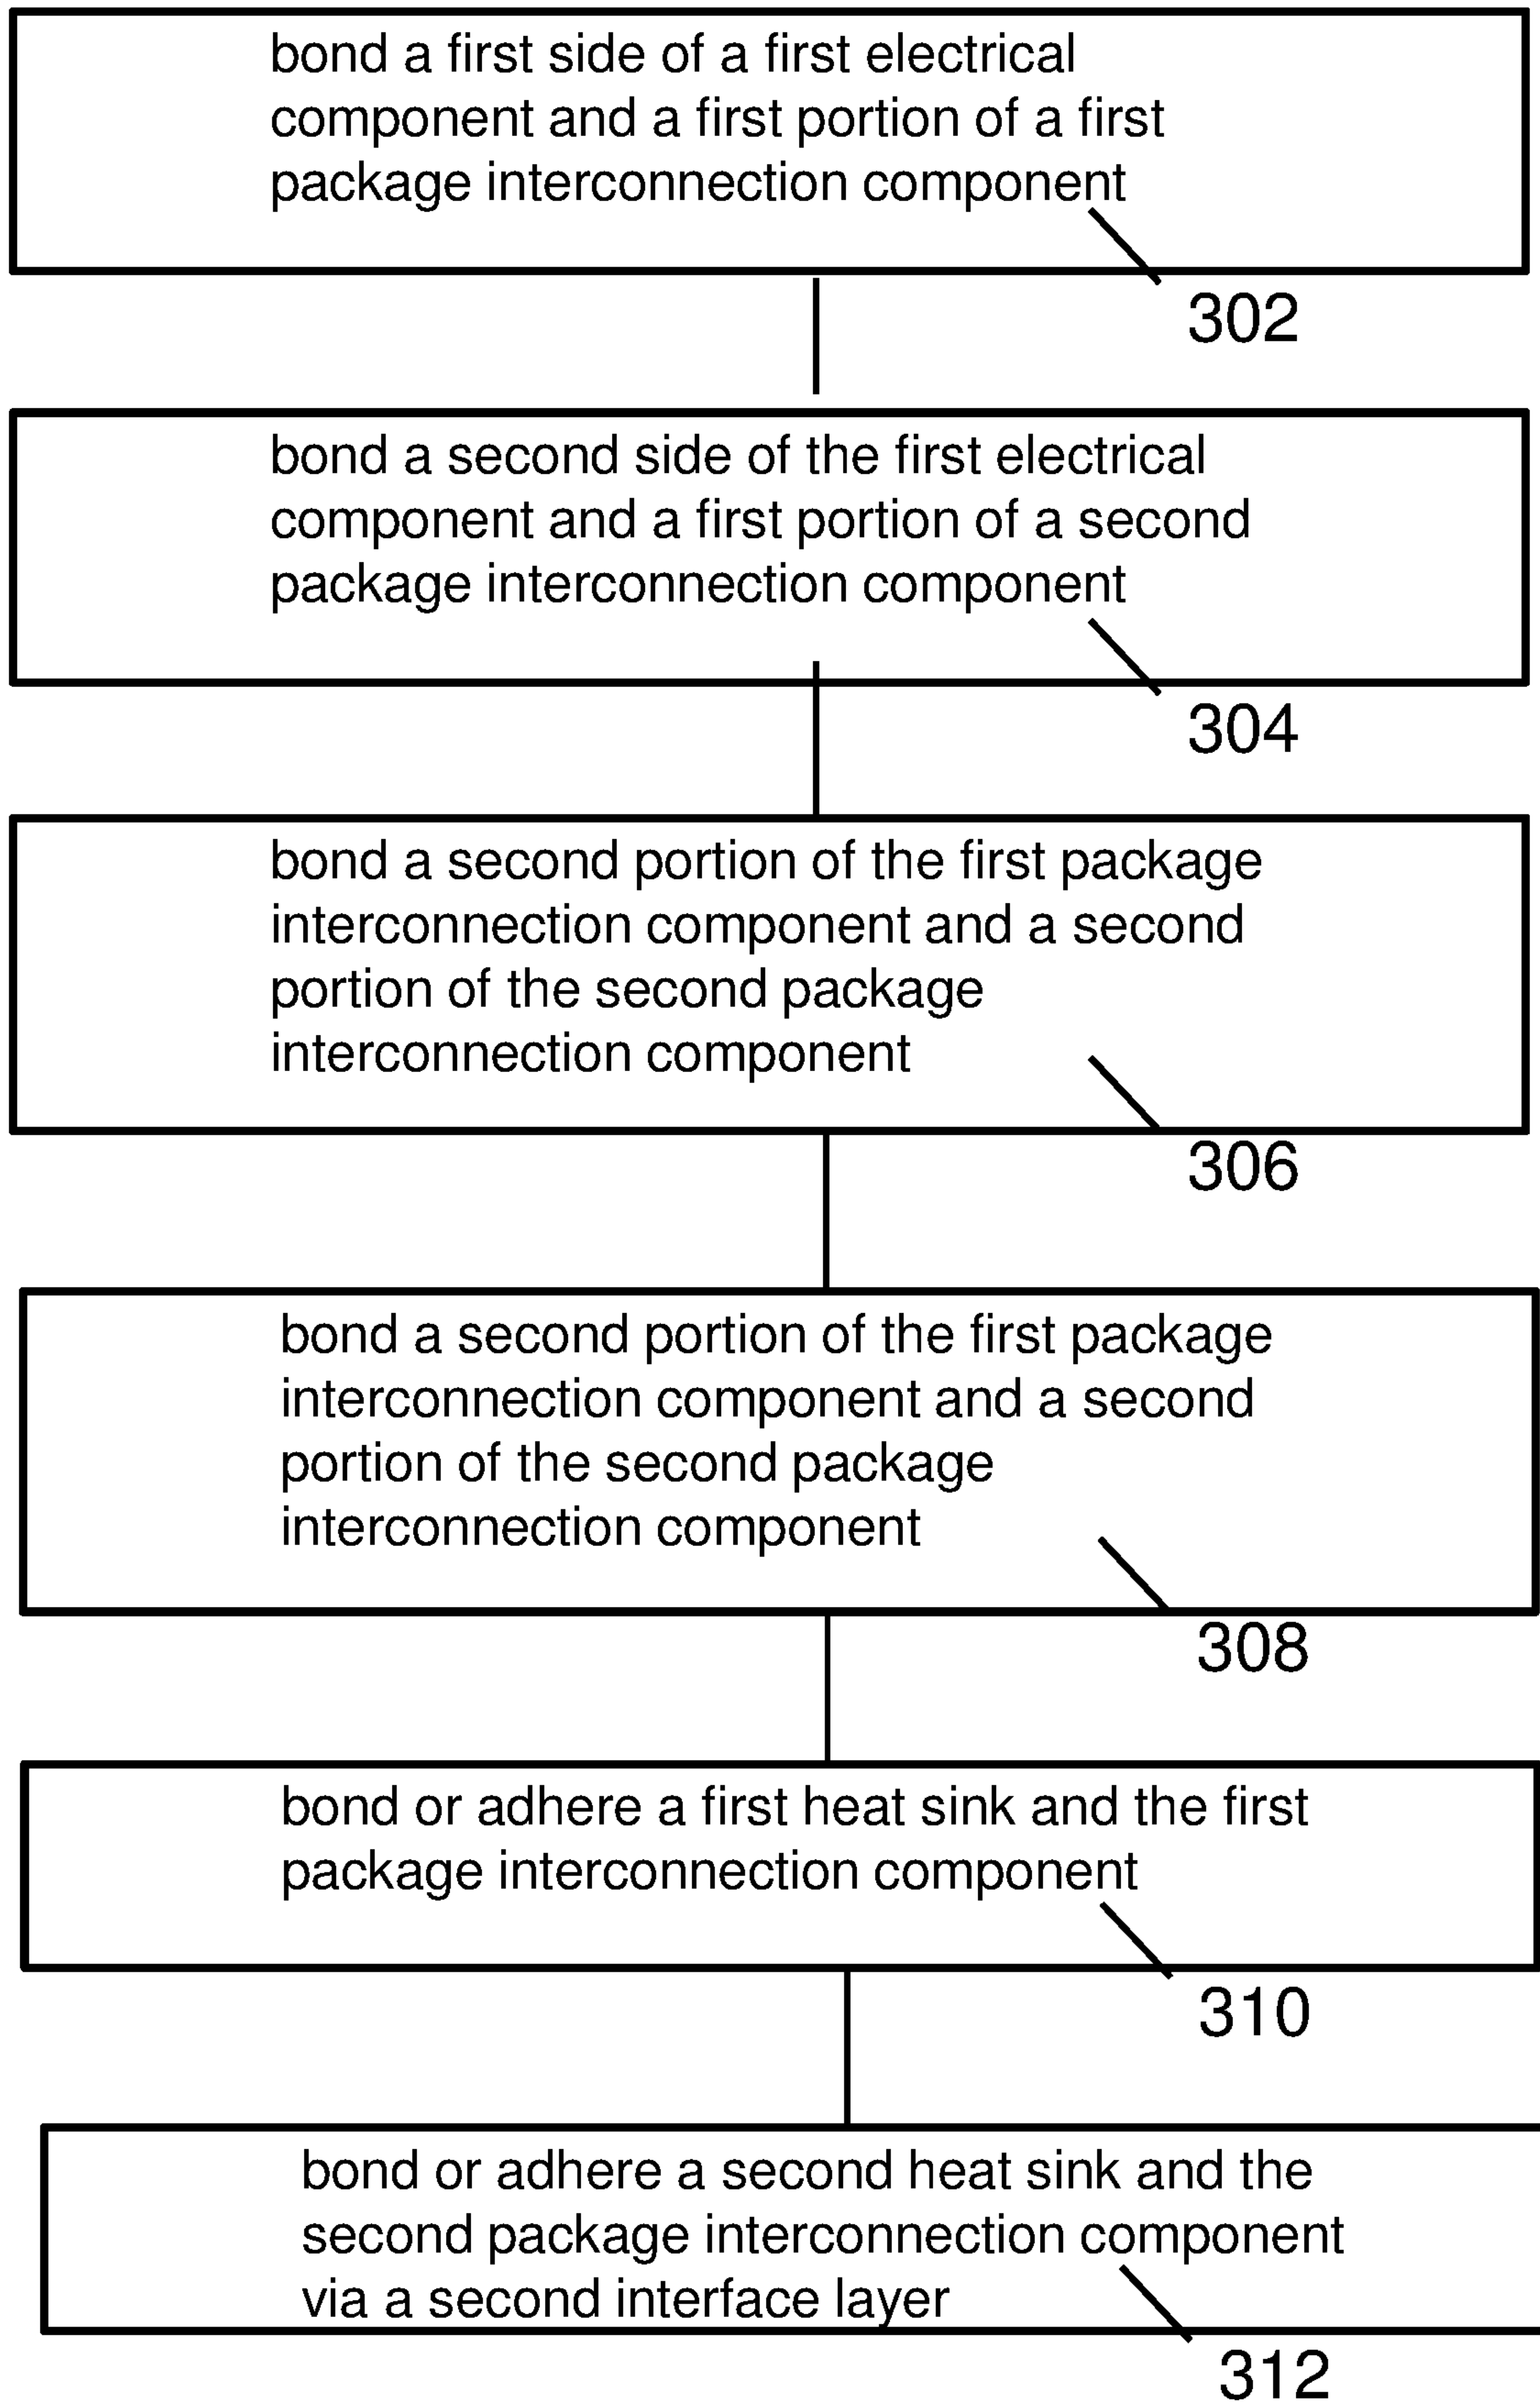 bond a first side of a first electrical
component and a first portion of a first
package interconnection component
302
bond a second side of the first electrical
component and a first portion of a second
package interconnection component
304
bond a second portion of the first package
interconnection component and a second
portion of the second package
interconnection component
306
bond a second portion of the first package
interconnection component and a second
portion of the second package
interconnection component
308
bond or adhere a first heat sink and the first
package interconnection component
310
bond or adhere a second heat sink and the
second package interconnection component
via a second interface layer
312